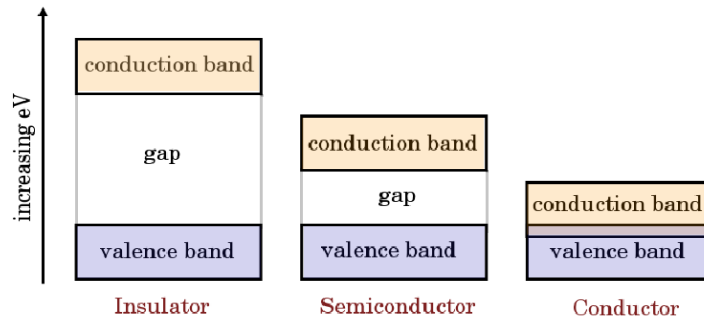 increasing eV
conduction band
gap
valence band
Insulator
conduction band
gap
valence band
Semiconductor
conduction band
valence band
Conductor